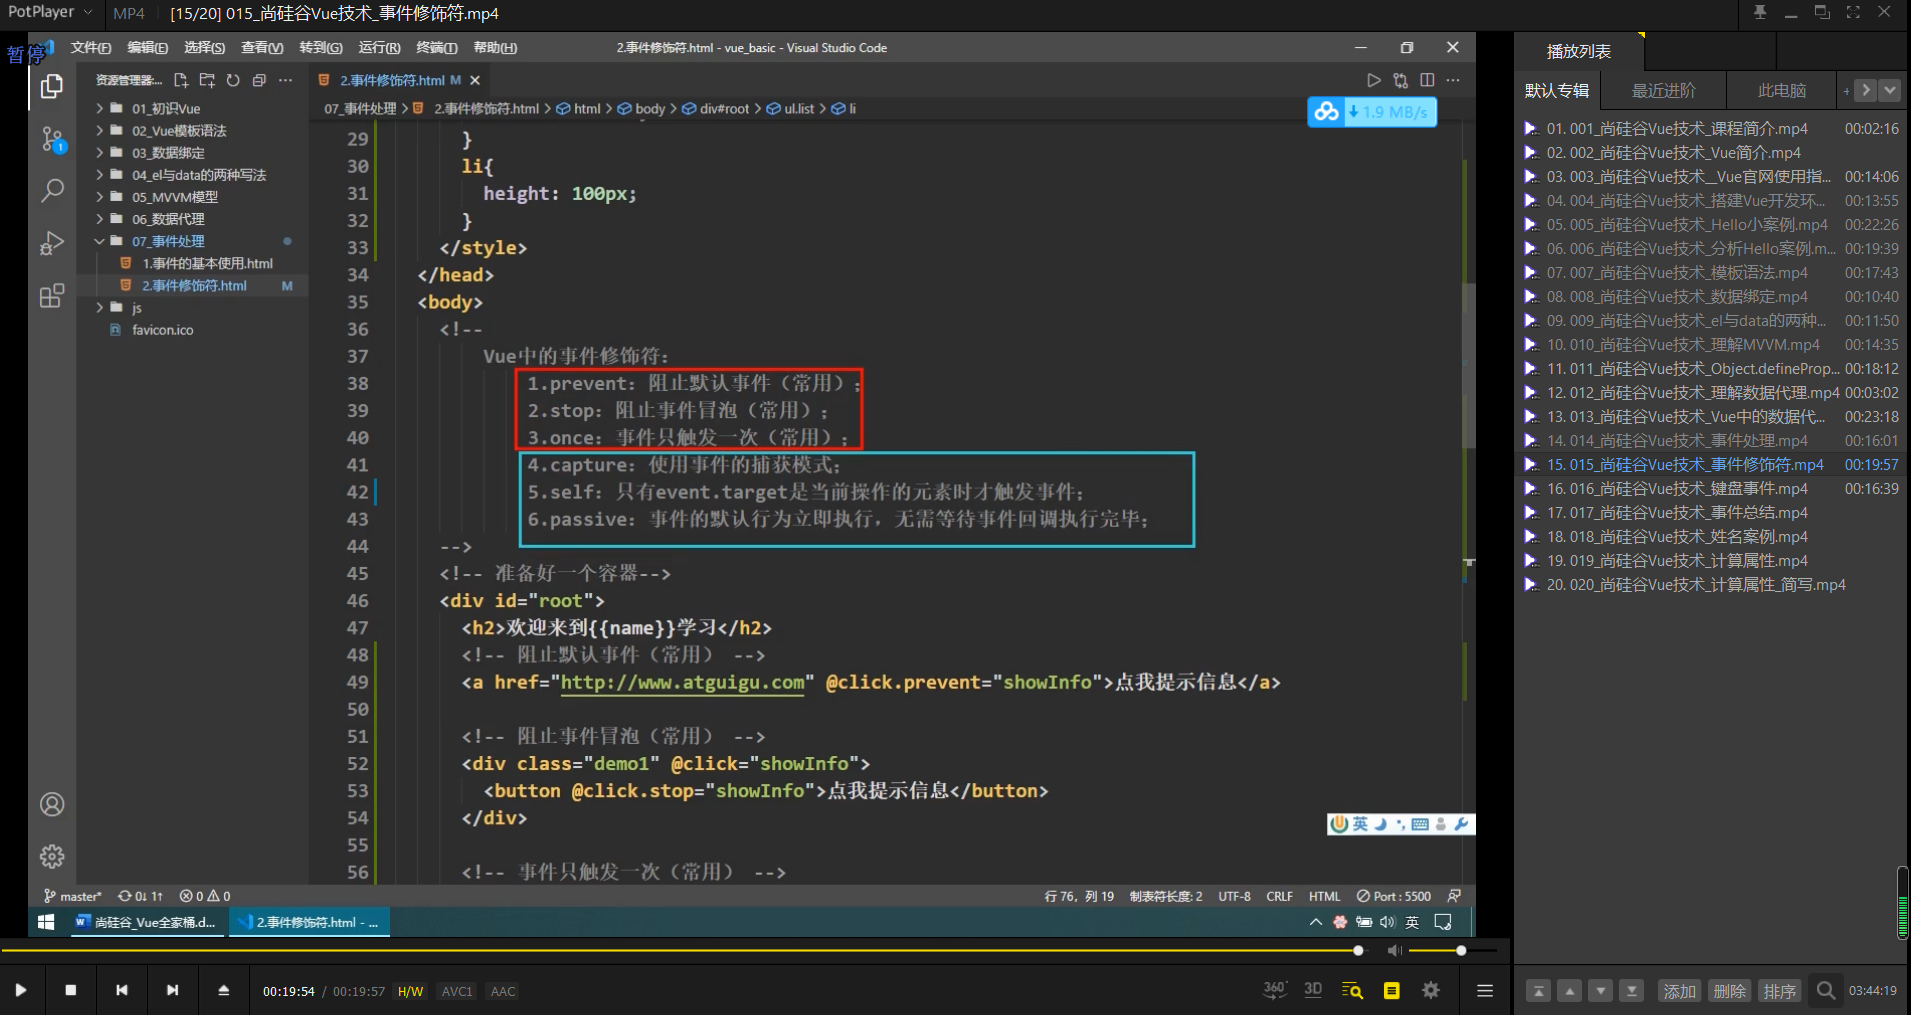 PotPlayer MP4 [15/20] 015_尚硅谷Vue技术_事件修饰符.mp4
暂停
文件(F) 编辑(E) 选择(S) 查看(V) 转到(G) 运行(R) 终端(T) 帮助(H) 2.事件修饰符.html - vue_basic - Visual Studio Code
资源管理器:... 2.事件修饰符.html M
01_初识Vue
02_Vue模板语法
03_数据绑定
04_el与data的两种写法
05_MVVM模型
06_数据代理
07_事件处理
1.事件的基本使用.html
2.事件修饰符.html M
js
favicon.ico
07_事件处理 > 2.事件修饰符.html > html > body > div#root > ul.list > li
1.9 MB/s
29 }
30 li{
31 height: 100px;
32 }
33 </style>
34 </head>
35 <body>
36 <!--
37 Vue中的事件修饰符:
38 1.prevent: 阻止默认事件（常用）;
39 2.stop: 阻止事件冒泡（常用）;
40 3.once: 事件只触发一次（常用）;
41 4.capture: 使用事件的捕获模式;
42 5.self: 只有event.target是当前操作的元素时才触发事件;
43 6.passive: 事件的默认行为立即执行，无需等待事件回调执行完毕;
44 -->
45 <!-- 准备好一个容器-->
46 <div id="root">
47 <h2>欢迎来到{{name}}学习</h2>
48 <!-- 阻止默认事件（常用） -->
49 <a href="http://www.atguigu.com" @click.prevent="showInfo">点我提示信息</a>
50
51 <!-- 阻止事件冒泡（常用） -->
52 <div class="demo1" @click="showInfo">
53 <button @click.stop="showInfo">点我提示信息</button>
54 </div>
55
56 <!-- 事件只触发一次（常用） -->
英
master* 0↓ 1↑ 0 0 行 76，列 19 制表符长度: 2 UTF-8 CRLF HTML Port : 5500
尚硅谷_Vue全家桶.d... 2.事件修饰符.html - ... 英
00:19:54 / 00:19:57 H/W AVC1 AAC 360° 3D
播放列表
默认专辑 最近进阶 此电脑 +
01. 001_尚硅谷Vue技术_课程简介.mp4 00:02:16
02. 002_尚硅谷Vue技术_Vue简介.mp4
03. 003_尚硅谷Vue技术__Vue官网使用指... 00:14:06
04. 004_尚硅谷Vue技术_搭建Vue开发环... 00:13:55
05. 005_尚硅谷Vue技术_Hello小案例.mp4 00:22:26
06. 006_尚硅谷Vue技术_分析Hello案例.m... 00:19:39
07. 007_尚硅谷Vue技术_模板语法.mp4 00:17:43
08. 008_尚硅谷Vue技术_数据绑定.mp4 00:10:40
09. 009_尚硅谷Vue技术_el与data的两种... 00:11:50
10. 010_尚硅谷Vue技术_理解MVVM.mp4 00:14:35
11. 011_尚硅谷Vue技术_Object.defineProp... 00:18:12
12. 012_尚硅谷Vue技术_理解数据代理.mp4 00:03:02
13. 013_尚硅谷Vue技术_Vue中的数据代... 00:23:18
14. 014_尚硅谷Vue技术_事件处理.mp4 00:16:01
15. 015_尚硅谷Vue技术_事件修饰符.mp4 00:19:57
16. 016_尚硅谷Vue技术_键盘事件.mp4 00:16:39
17. 017_尚硅谷Vue技术_事件总结.mp4
18. 018_尚硅谷Vue技术_姓名案例.mp4
19. 019_尚硅谷Vue技术_计算属性.mp4
20. 020_尚硅谷Vue技术_计算属性_简写.mp4
添加 删除 排序 03:44:19